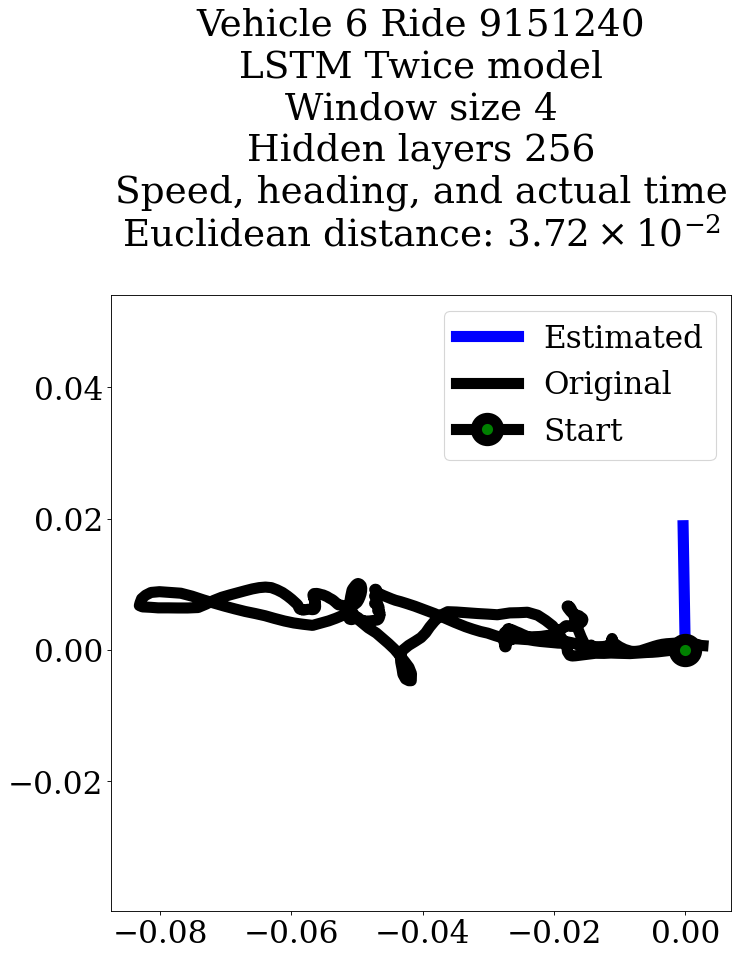 Vehicle 6 Ride 9151240
LSTM Twice model
Window size 4
Hidden layers 256
Speed, heading, and actual time
Euclidean distance: 3.72 × 10⁻²
Estimated
Original
Start
0.04
0.02
0.00
−0.02
−0.08 −0.06 −0.04 −0.02 0.00